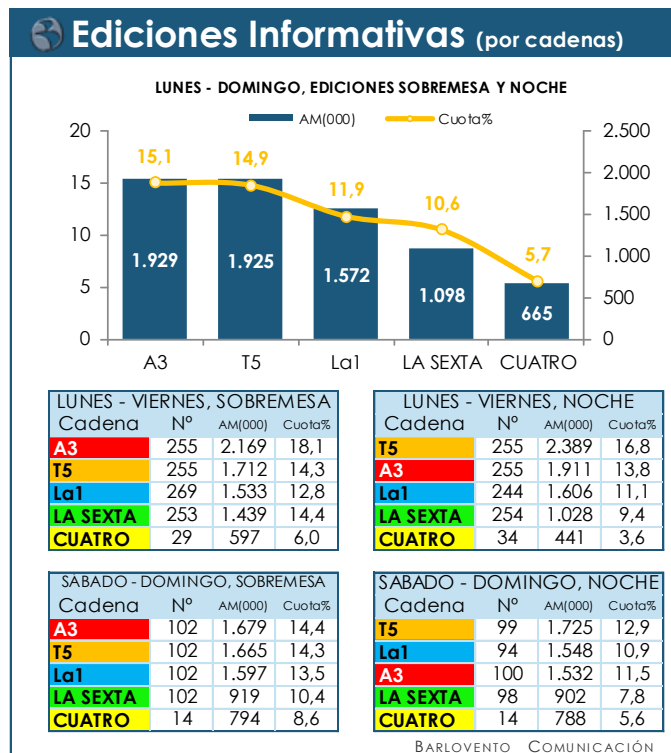 Ediciones Informativas (por cadenas)
LUNES - DOMINGO, EDICIONES SOBREMESA Y NOCHE
AM(000) Cuota%
20 2.500
15 2.000
10 1.500
5 1.000
0 500
0
15,1 14,9 11,9 10,6 5,7
1.929 1.925 1.572 1.098 665
A3 T5 La1 LA SEXTA CUATRO
LUNES - VIERNES, SOBREMESA
Cadena Nº AM(000) Cuota%
A3 255 2.169 18,1
T5 255 1.712 14,3
La1 269 1.533 12,8
LA SEXTA 253 1.439 14,4
CUATRO 29 597 6,0
LUNES - VIERNES, NOCHE
Cadena Nº AM(000) Cuota%
T5 255 2.389 16,8
A3 255 1.911 13,8
La1 244 1.606 11,1
LA SEXTA 254 1.028 9,4
CUATRO 34 441 3,6
SABADO - DOMINGO, SOBREMESA
Cadena Nº AM(000) Cuota%
A3 102 1.679 14,4
T5 102 1.665 14,3
La1 102 1.597 13,5
LA SEXTA 102 919 10,4
CUATRO 14 794 8,6
SABADO - DOMINGO, NOCHE
Cadena Nº AM(000) Cuota%
T5 99 1.725 12,9
La1 94 1.548 10,9
A3 100 1.532 11,5
LA SEXTA 98 902 7,8
CUATRO 14 788 5,6
BARLOVENTO COMUNICACIÓN